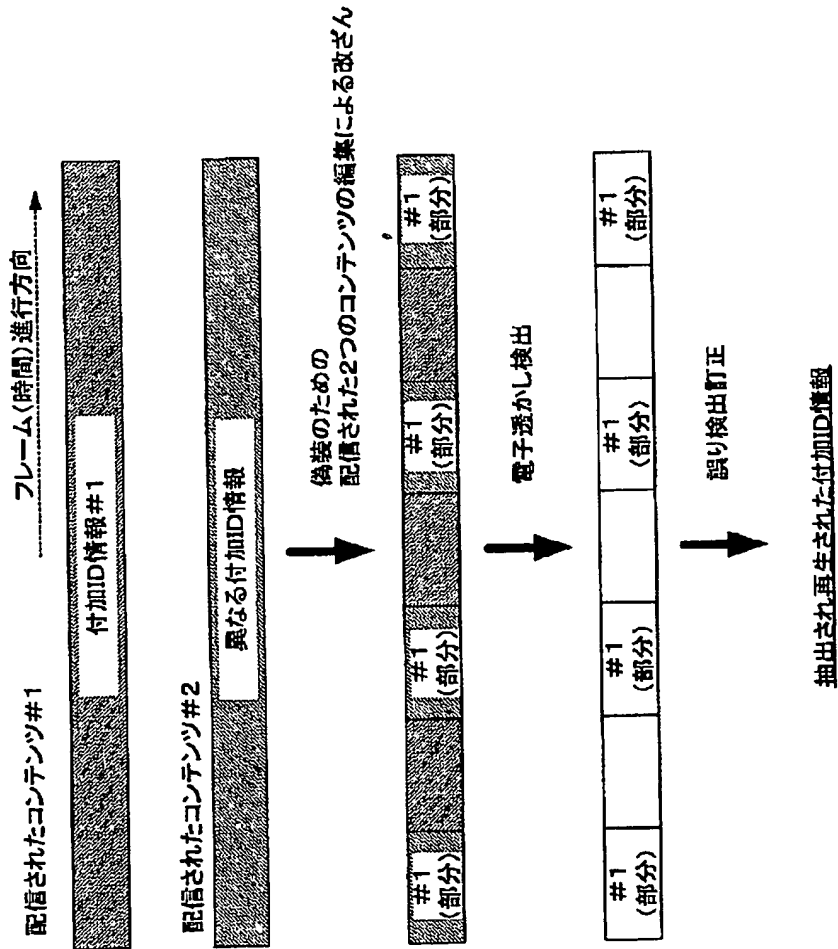 フレーム(時間)進行方向
配信されたコンテンツ#1
付加ID情報#1
配信されたコンテンツ#2
異なる付加ID情報
偽装のための
配信された2つのコンテンツの編集による改ざん
#1
(部分)
#1
(部分)
#1
(部分)
#1
(部分)
電子透かし検出
#1
(部分)
#1
(部分)
#1
(部分)
#1
(部分)
誤り検出訂正
抽出され再生された付加ID情報